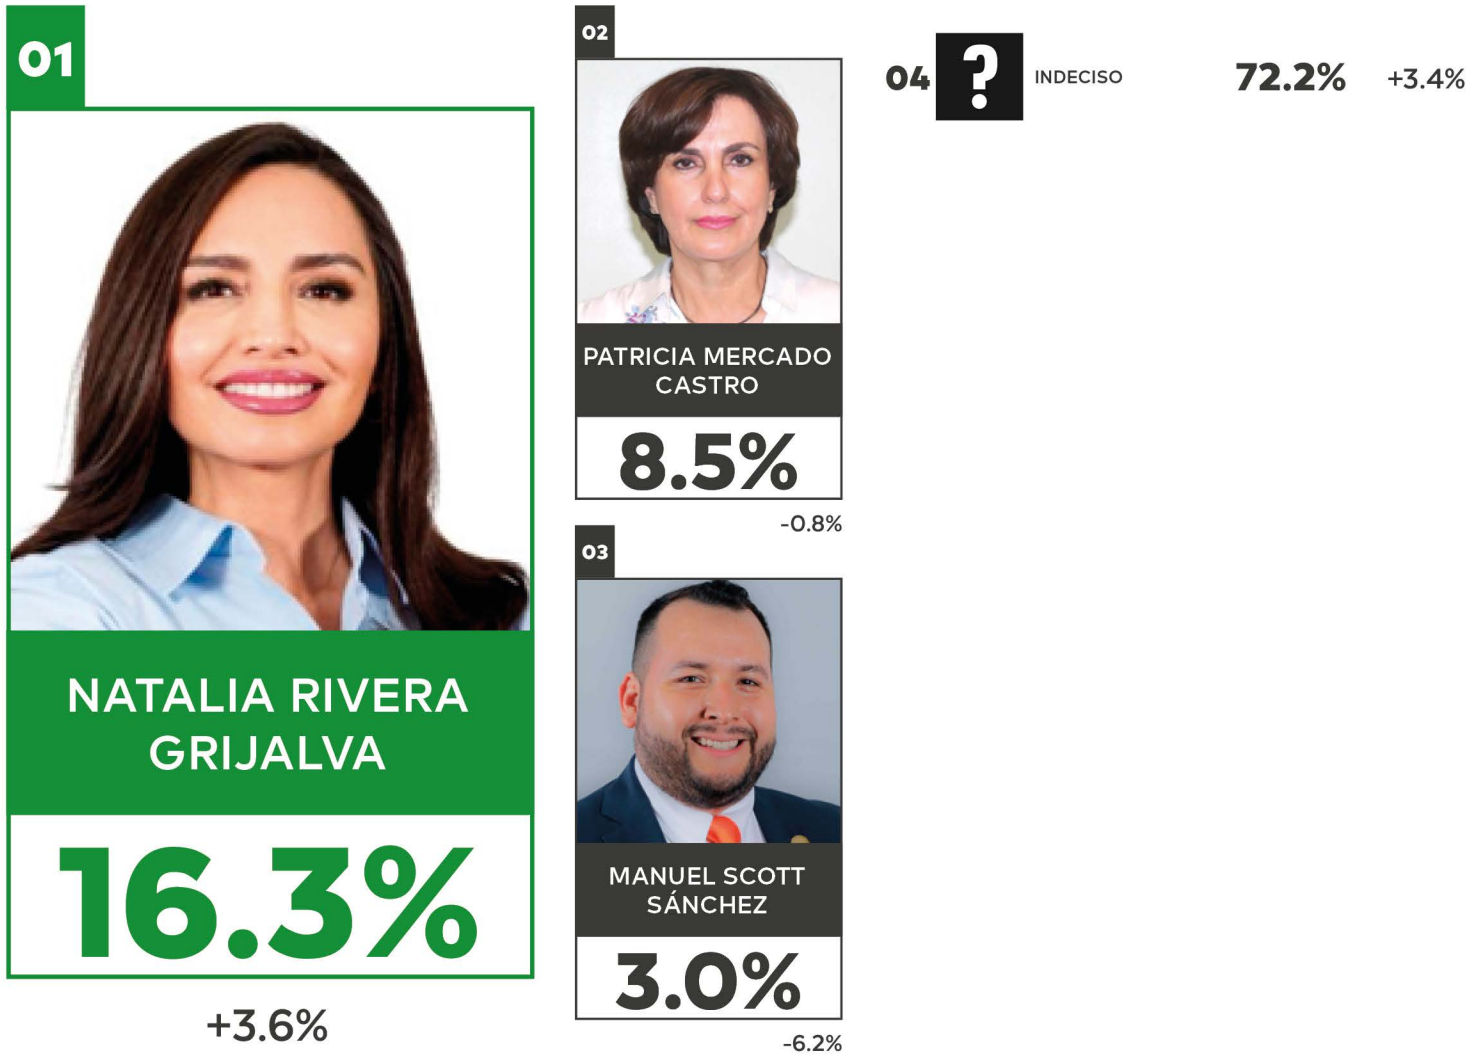 01
NATALIA RIVERA
GRIJALVA
16.3%
+3.6%
02
PATRICIA MERCADO
CASTRO
8.5%
-0.8%
03
MANUEL SCOTT
SÁNCHEZ
3.0%
-6.2%
04 ? INDECISO 72.2% +3.4%